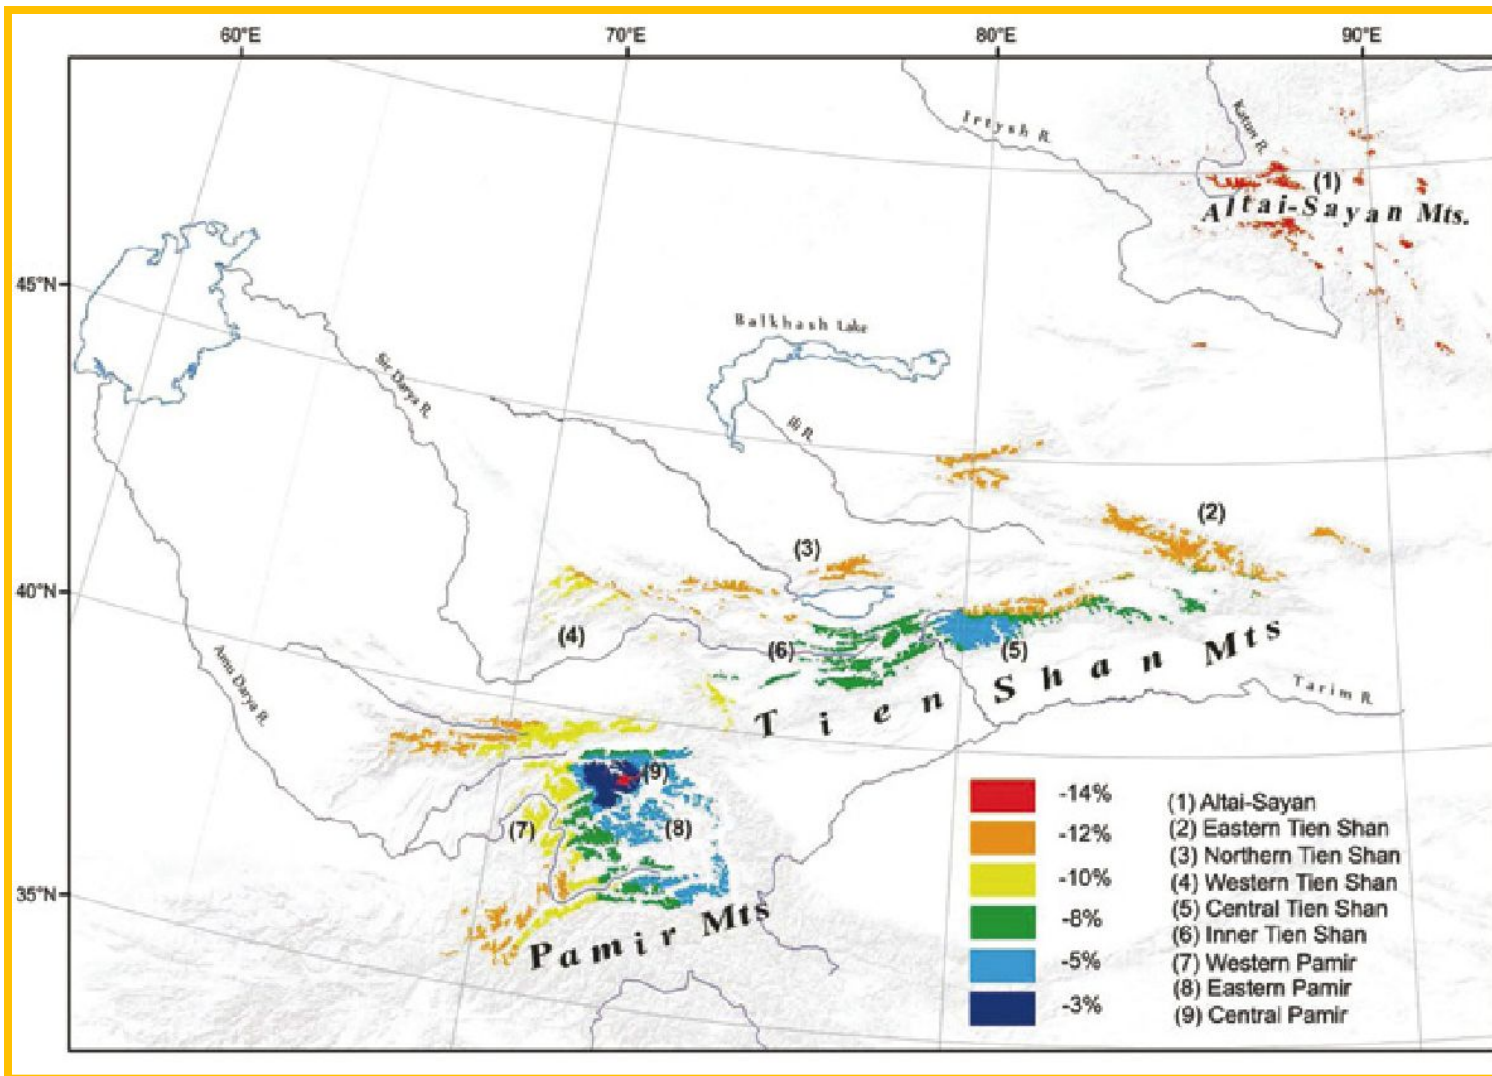 60°E 70°E 80°E 90°E
Irtysh R.
Katun R.
(1)
Altai-Sayan Mts.
45°N
Balkhash Lake
Sir Darya R.
Ili R.
(2)
(3)
40°N
(4)
(6)
(5)
Tien Shan Mts
Tarim R.
Amu Darya R.
(9)
(7)
(8)
35°N
Pamir Mts
-14%
-12%
-10%
-8%
-5%
-3%
(1) Altai-Sayan
(2) Eastern Tien Shan
(3) Northern Tien Shan
(4) Western Tien Shan
(5) Central Tien Shan
(6) Inner Tien Shan
(7) Western Pamir
(8) Eastern Pamir
(9) Central Pamir